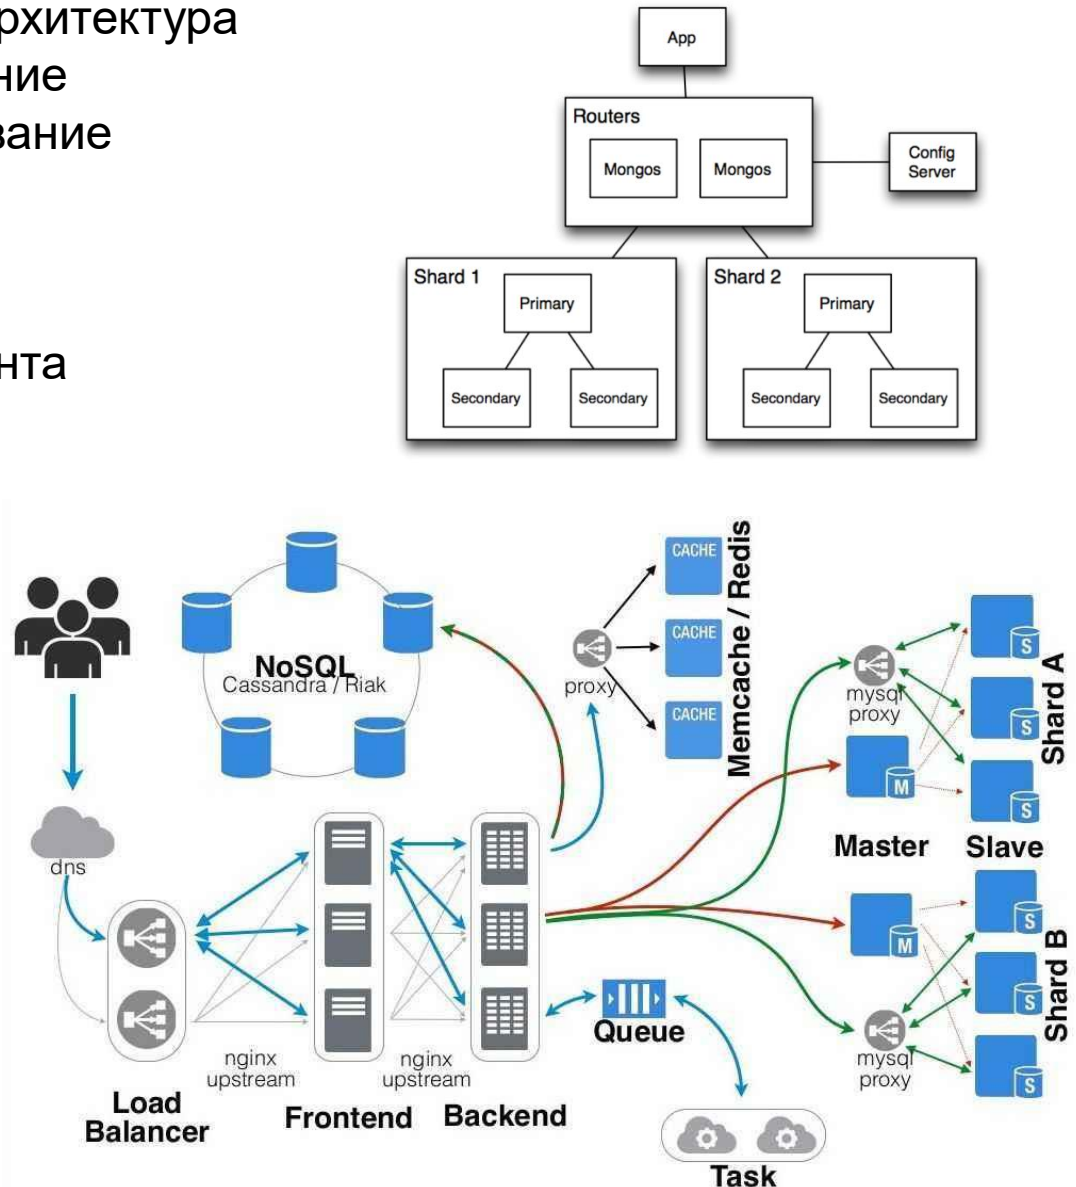 рхитектура
ние
вание
нта
App
Routers
Mongos
Mongos
Config
Server
Shard 1
Primary
Secondary
Secondary
Shard 2
Primary
Secondary
Secondary
NoSQL
Cassandra / Riak
proxy
CACHE
CACHE
CACHE
Memcache / Redis
mysql
proxy
S
S
S
Shard A
M
Master
Slave
dns
M
S
S
S
Shard B
mysql
proxy
Queue
nginx
upstream
nginx
upstream
Load
Balancer
Frontend
Backend
Task